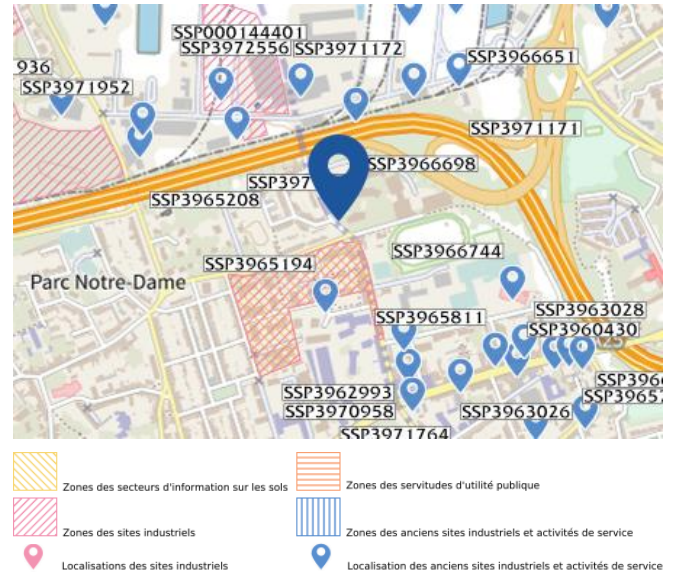 SSP000144401
SSP3972556
SSP3971172
936
SSP3971952
SSP3966651
SSP3971171
SSP3966698
SSP397
SSP3965208
SSP3966744
SSP3965194
Parc Notre-Dame
SSP3965811
SSP3963028
SSP3960430
SSP3962993
SSP3970958
SSP3963026
SSP3971764
Zones des secteurs d'information sur les sols
Zones des servitudes d'utilité publique
Zones des sites industriels
Zones des anciens sites industriels et activités de service
Localisations des sites industriels
Localisation des anciens sites industriels et activités de service